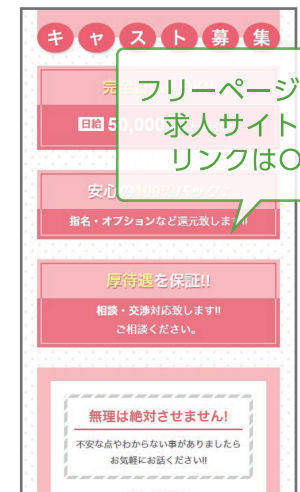 キャスト募集
フリーページ
求人サイト
リンクはO
日給 50,000
安心の100%バック♪
指名・オプションなど還元致します!!
厚待遇を保証!!
相談・交渉対応致します!!
ご相談ください。
無理は絶対させません!
不安な点やわからない事がありましたら
お気軽にお話ください!!